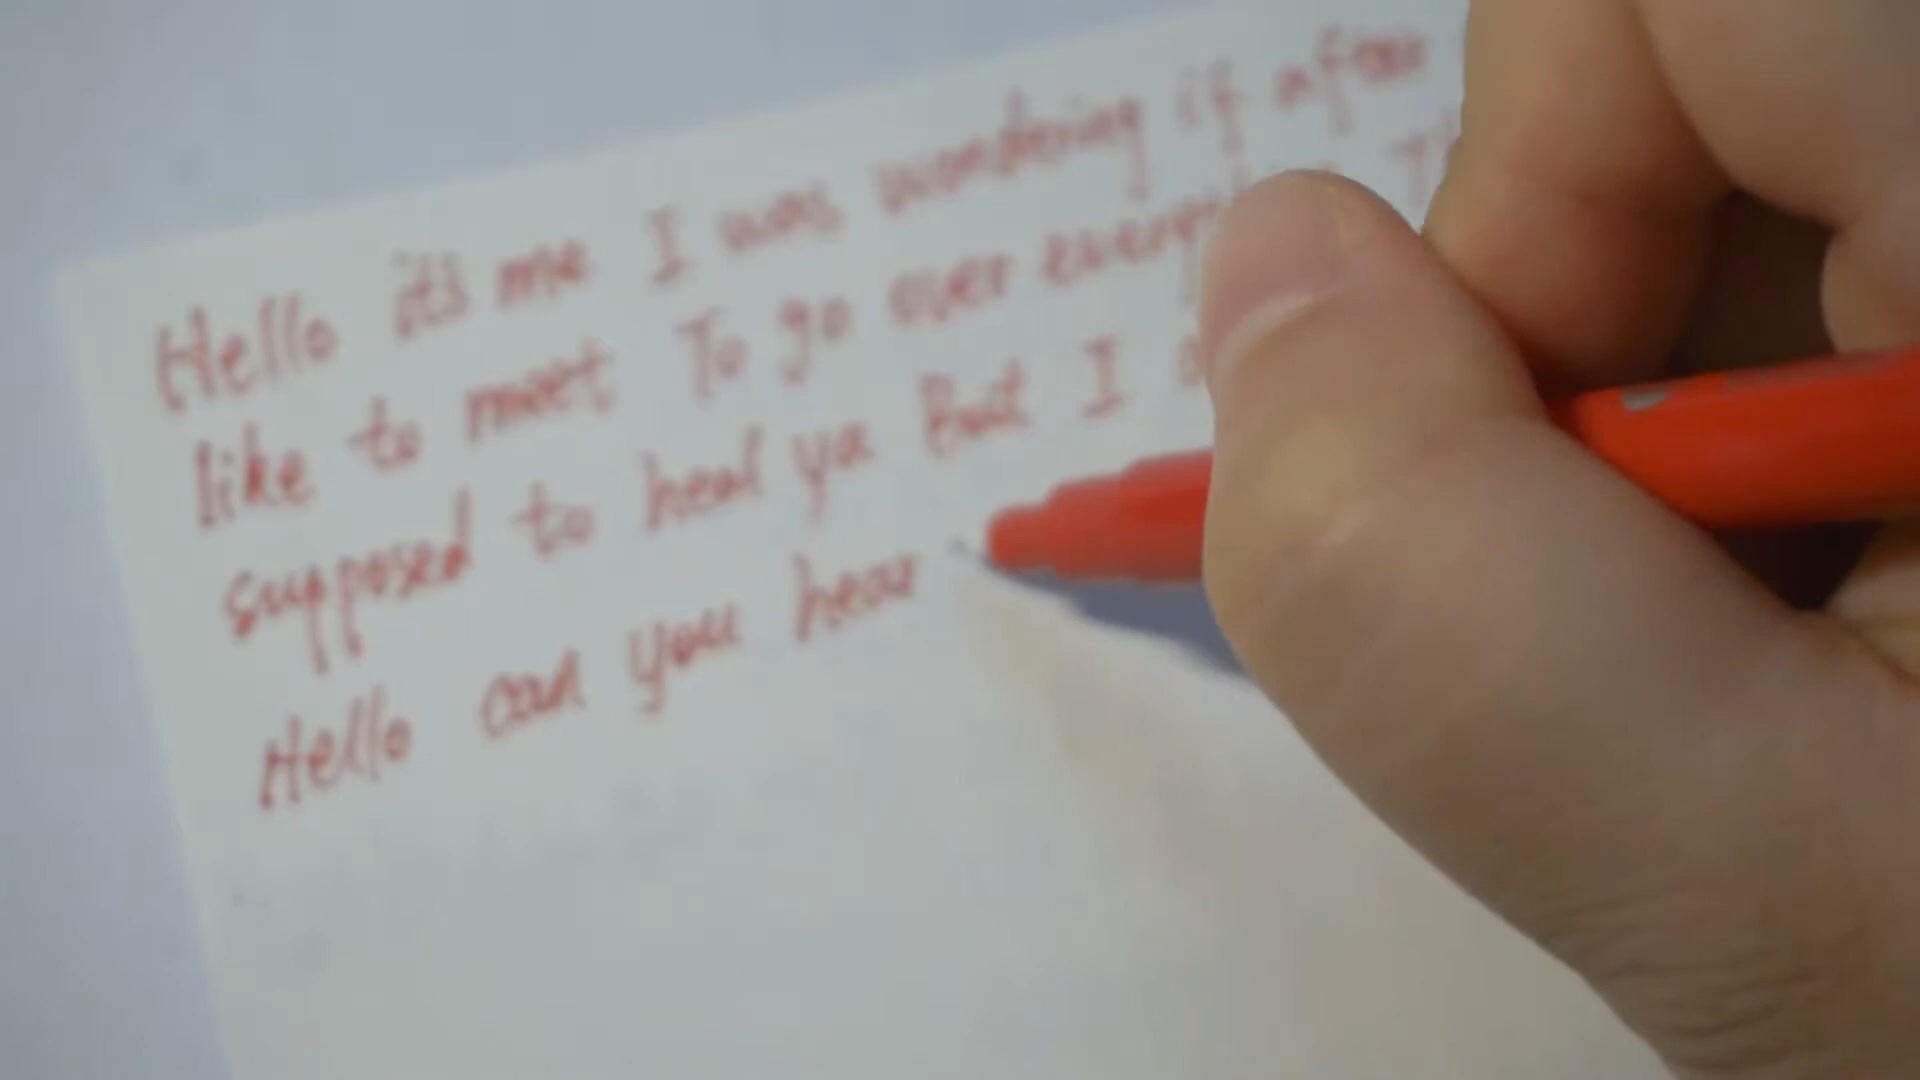 Hello it's me I was wondering if after
like to meet To go over
supposed to heal ya But I
Hello can you hear